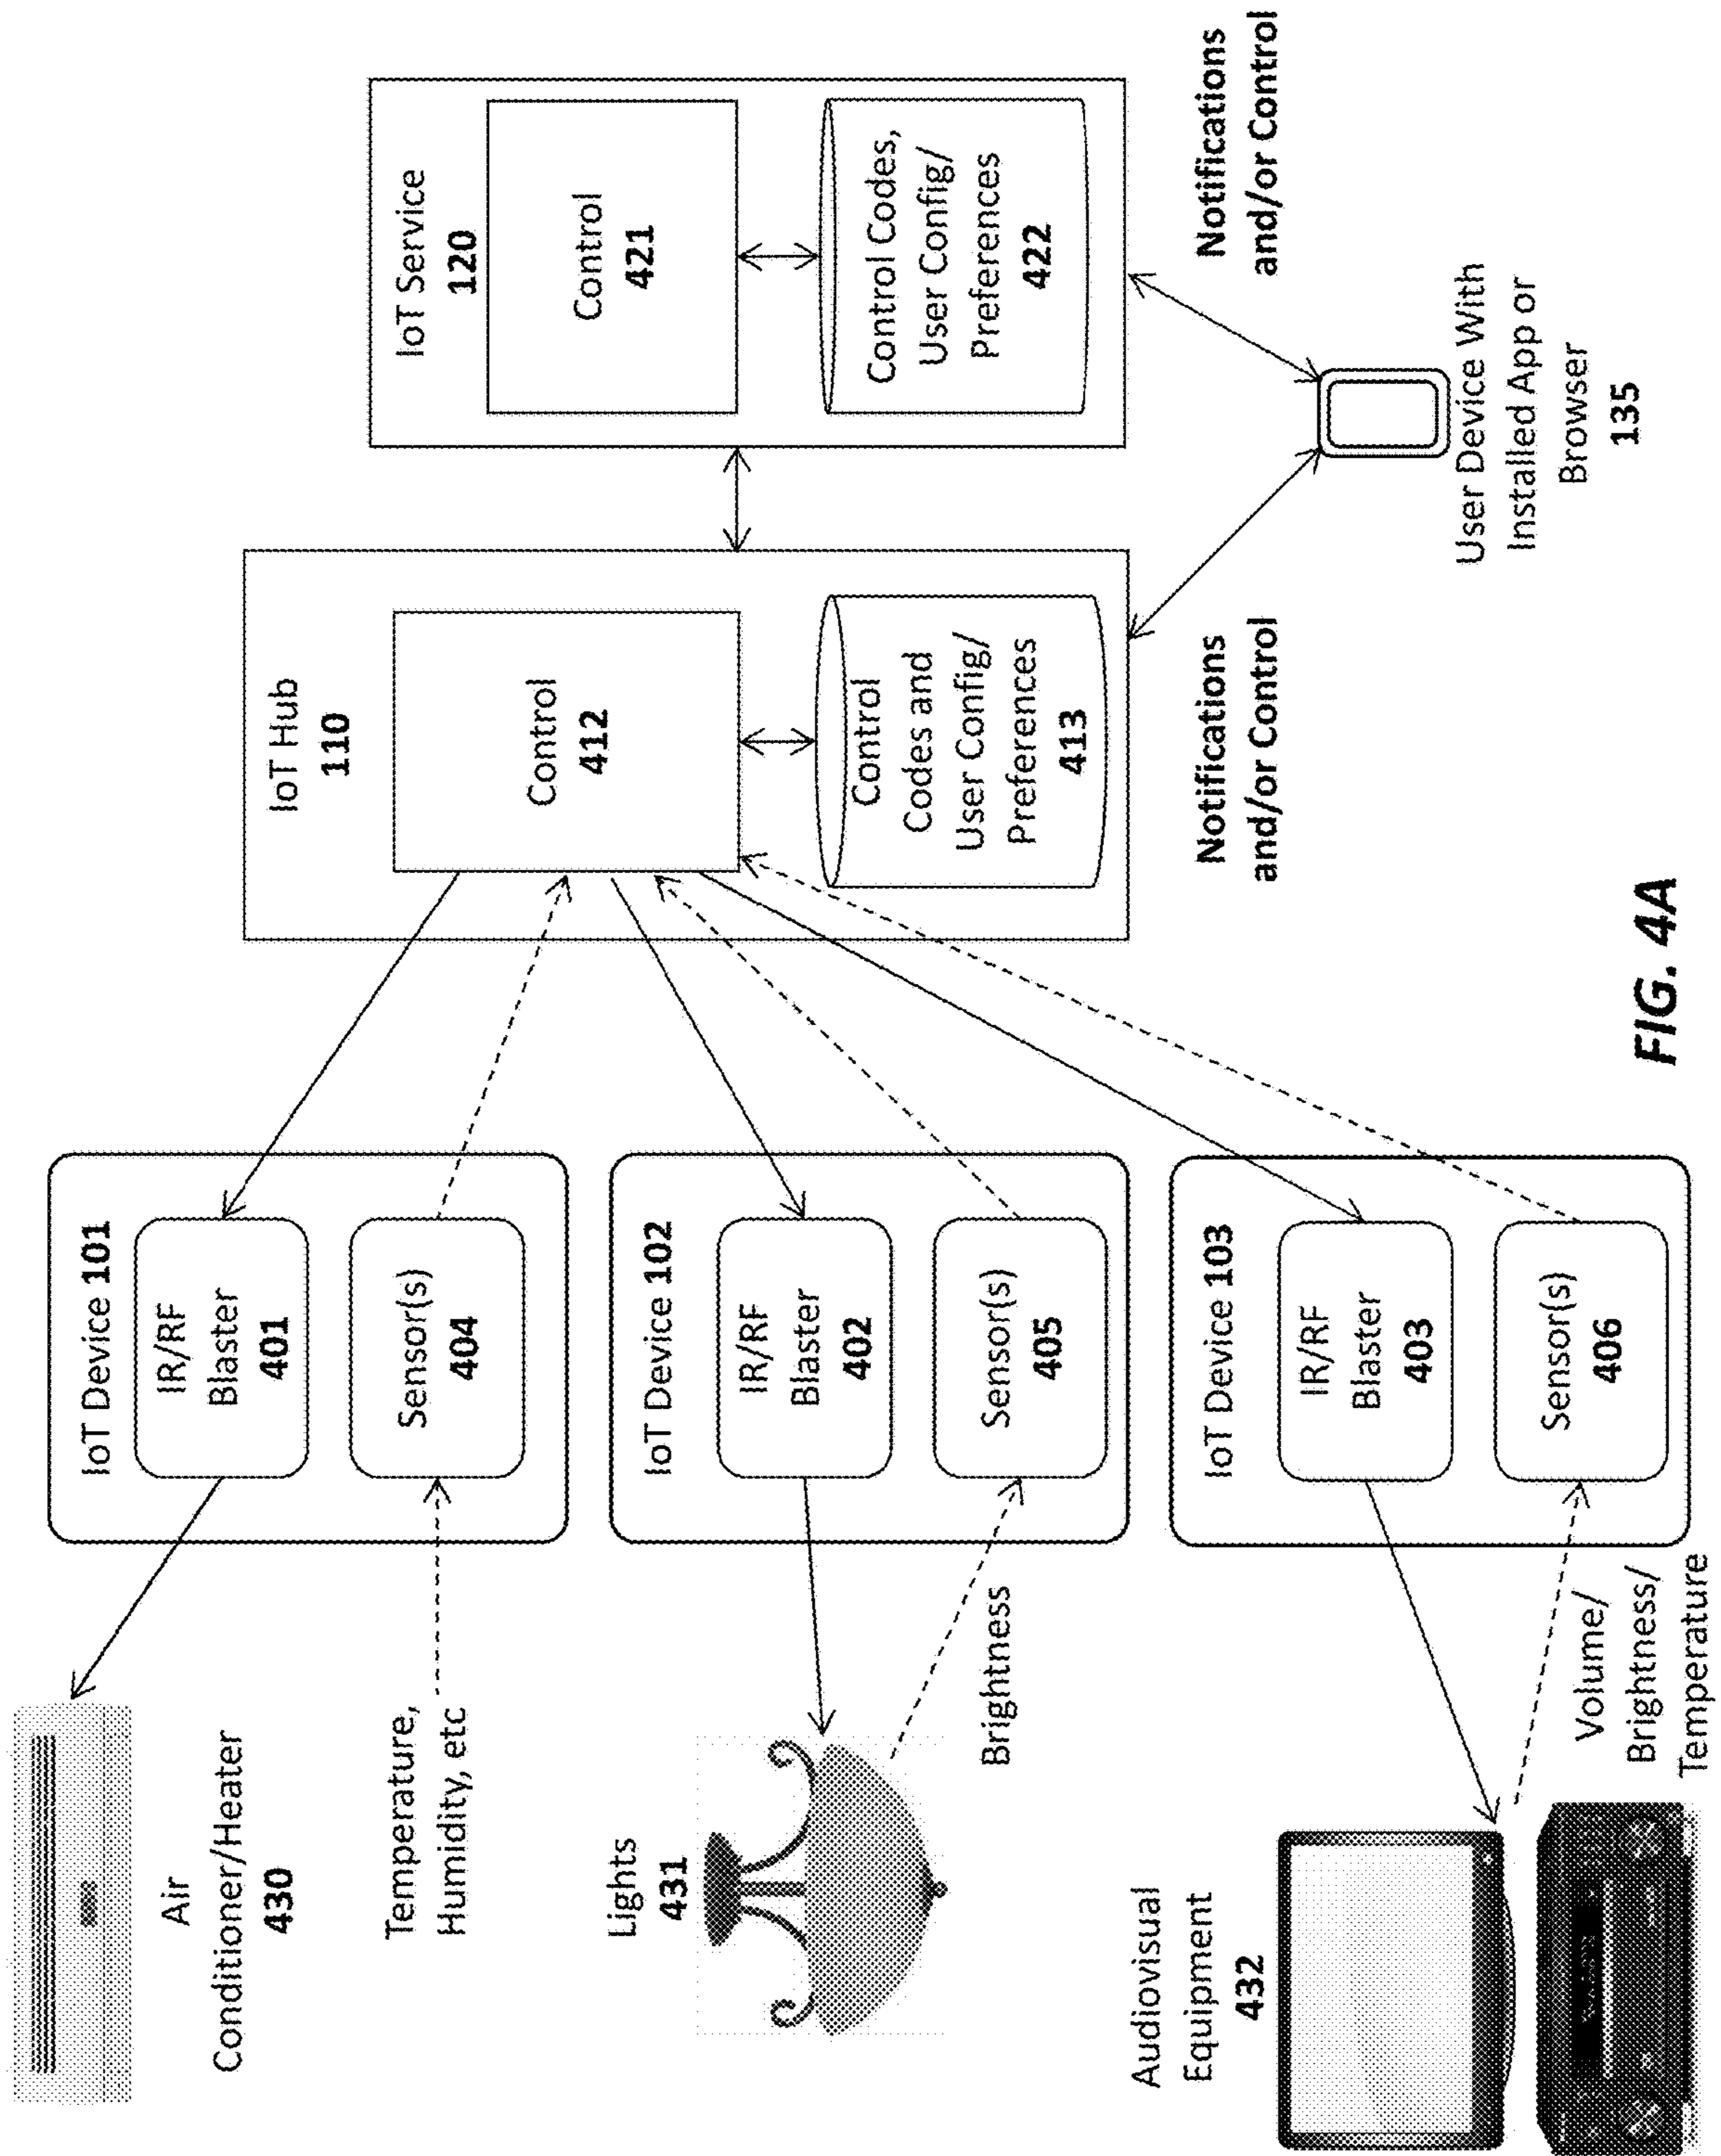 Air
Conditioner/Heater
430
Temperature,
Humidity, etc
Lights
431
Brightness
Audiovisual
Equipment
432
Volume/
Brightness/
Temperature
IoT Device 101
IR/RF
Blaster
401
Sensor(s)
404
IoT Device 102
IR/RF
Blaster
402
Sensor(s)
405
IoT Device 103
IR/RF
Blaster
403
Sensor(s)
406
IoT Hub
110
Control
412
Control
Codes and
User Config/
Preferences
413
Notifications
and/or Control
IoT Service
120
Control
421
Control Codes,
User Config/
Preferences
422
Notifications
and/or Control
User Device With
Installed App or
Browser
135
FIG. 4A